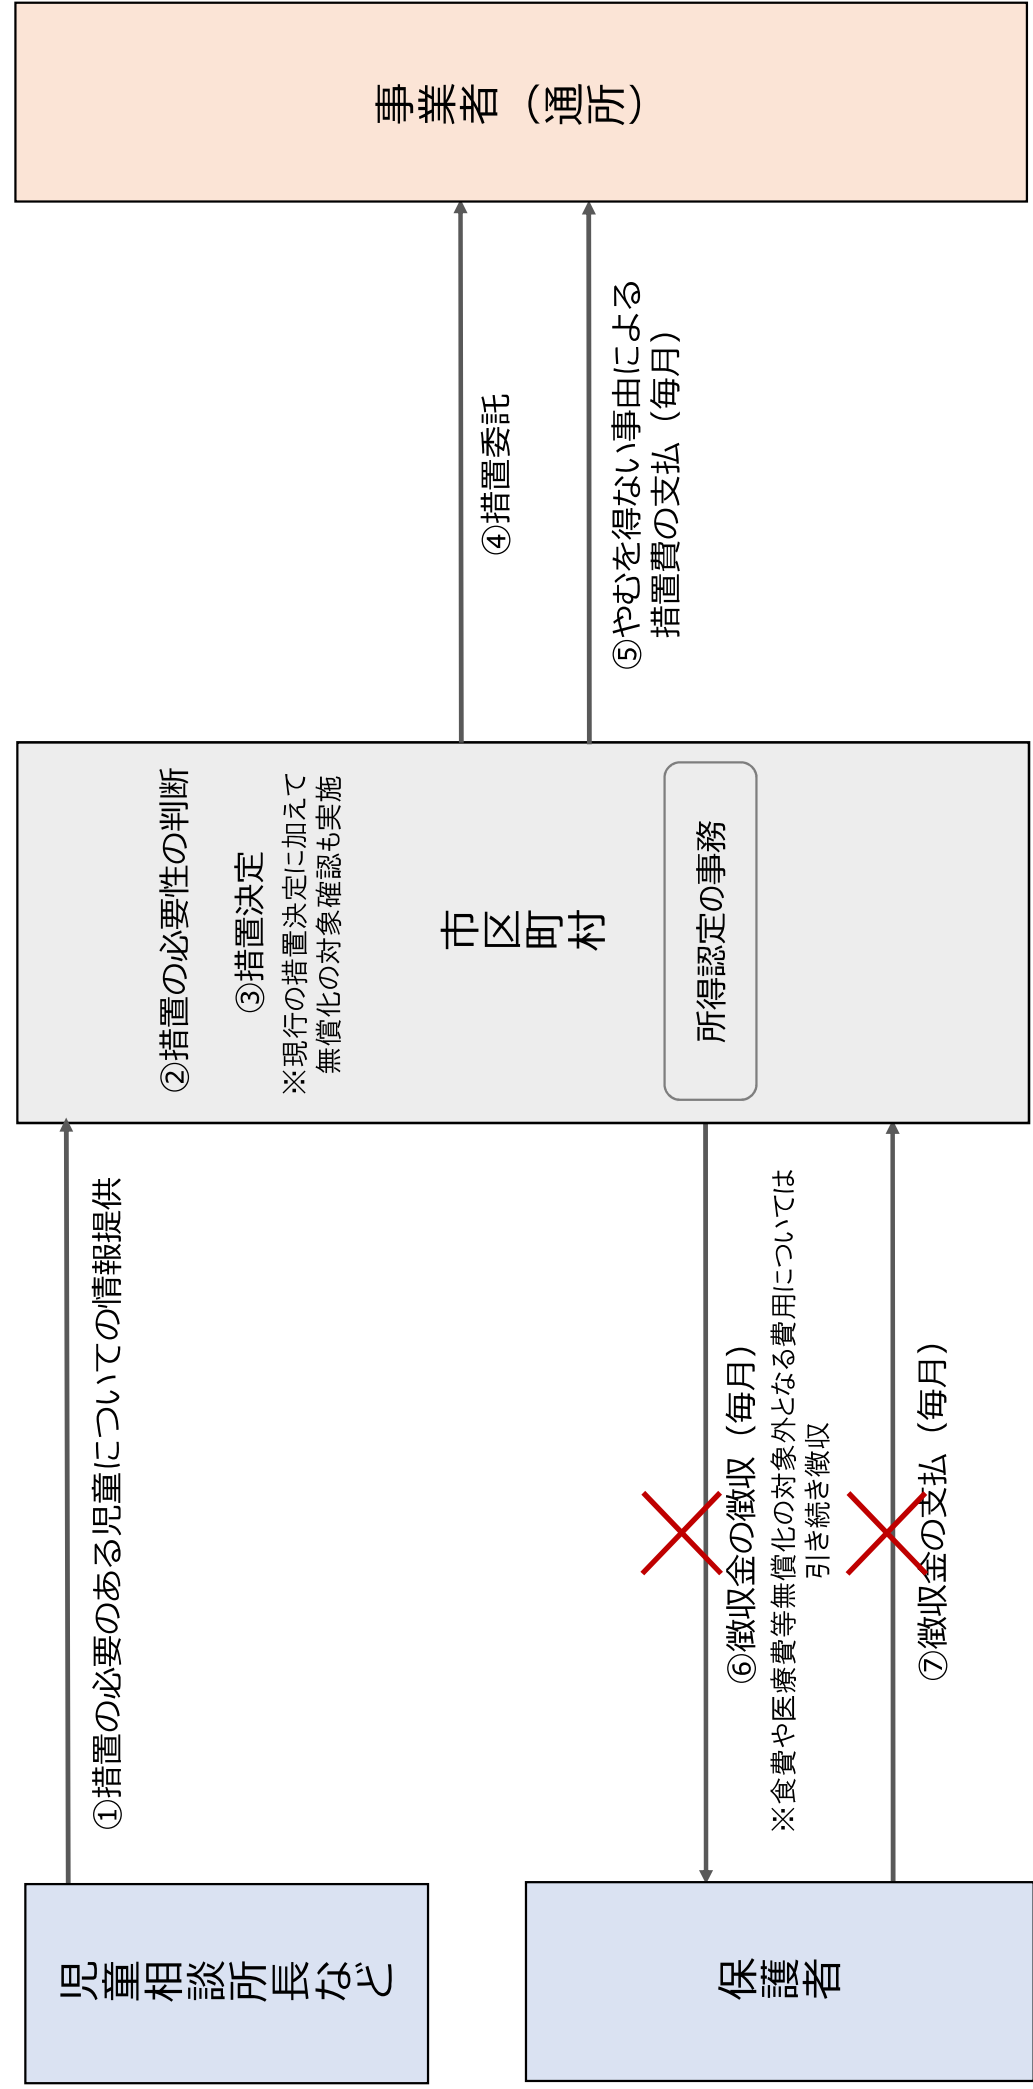 児童相談所長など
①措置の必要のある児童についての情報提供
②措置の必要性の判断
③措置決定
※現行の措置決定に加えて
無償化の対象確認も実施
市区町村
所得認定の事務
④措置委託
⑤やむを得ない事由による
措置費の支払（毎月）
事業者（通所）
保護者
⑥徴収金の徴収（毎月）
※食費や医療費等無償化の対象外となる費用については
引き続き徴収
⑦徴収金の支払（毎月）